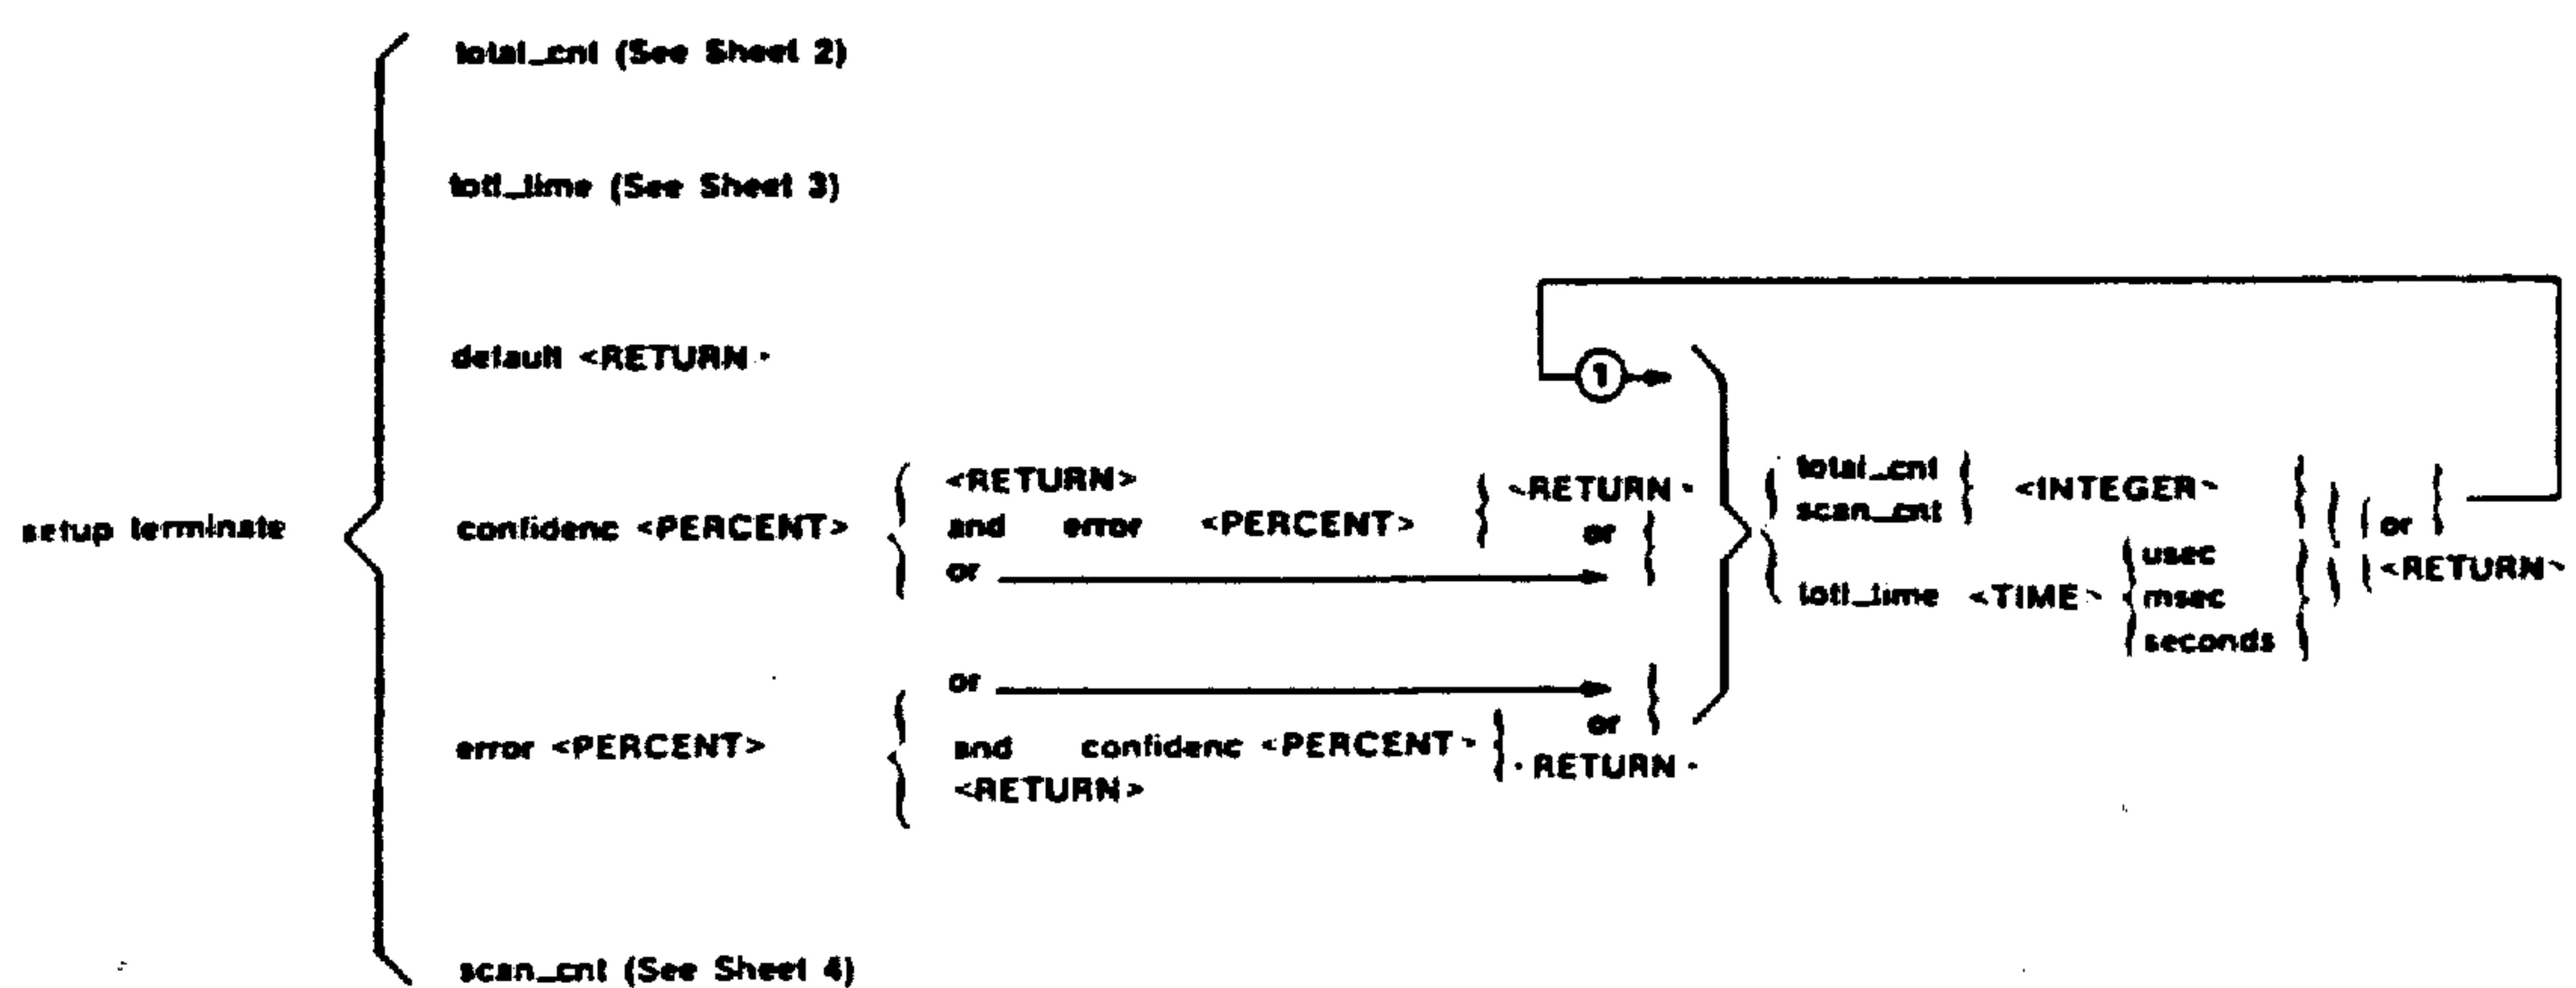 total_cnt (See Sheet 2)
totl_time (See Sheet 3)
default <RETURN>
1
setup terminate
confidenc <PERCENT>
<RETURN>
and error <PERCENT>
or
<RETURN>
or
total_cnt
scan_cnt
<INTEGER>
totl_time <TIME>
usec
msec
seconds
or
<RETURN>
error <PERCENT>
or
and confidenc <PERCENT>
<RETURN>
or
<RETURN>
scan_cnt (See Sheet 4)